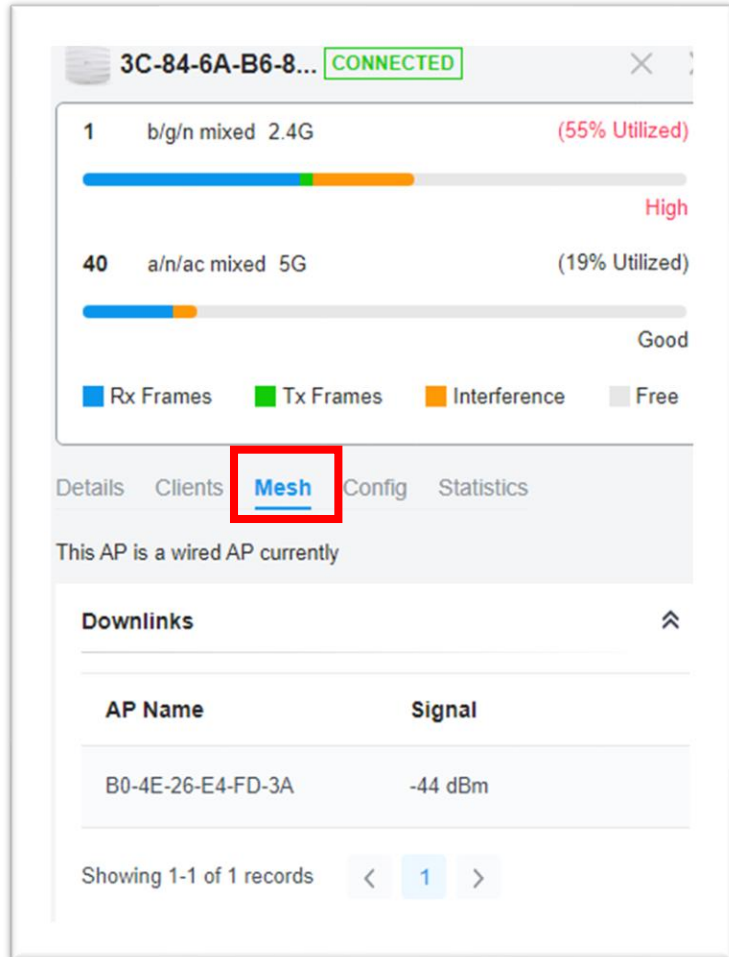 3C-84-6A-B6-8... CONNECTED
1 b/g/n mixed 2.4G (55% Utilized)
High
40 a/n/ac mixed 5G (19% Utilized)
Good
Rx Frames Tx Frames Interference Free
Details Clients Mesh Config Statistics
This AP is a wired AP currently
Downlinks
AP Name Signal
B0-4E-26-E4-FD-3A -44 dBm
Showing 1-1 of 1 records < 1 >